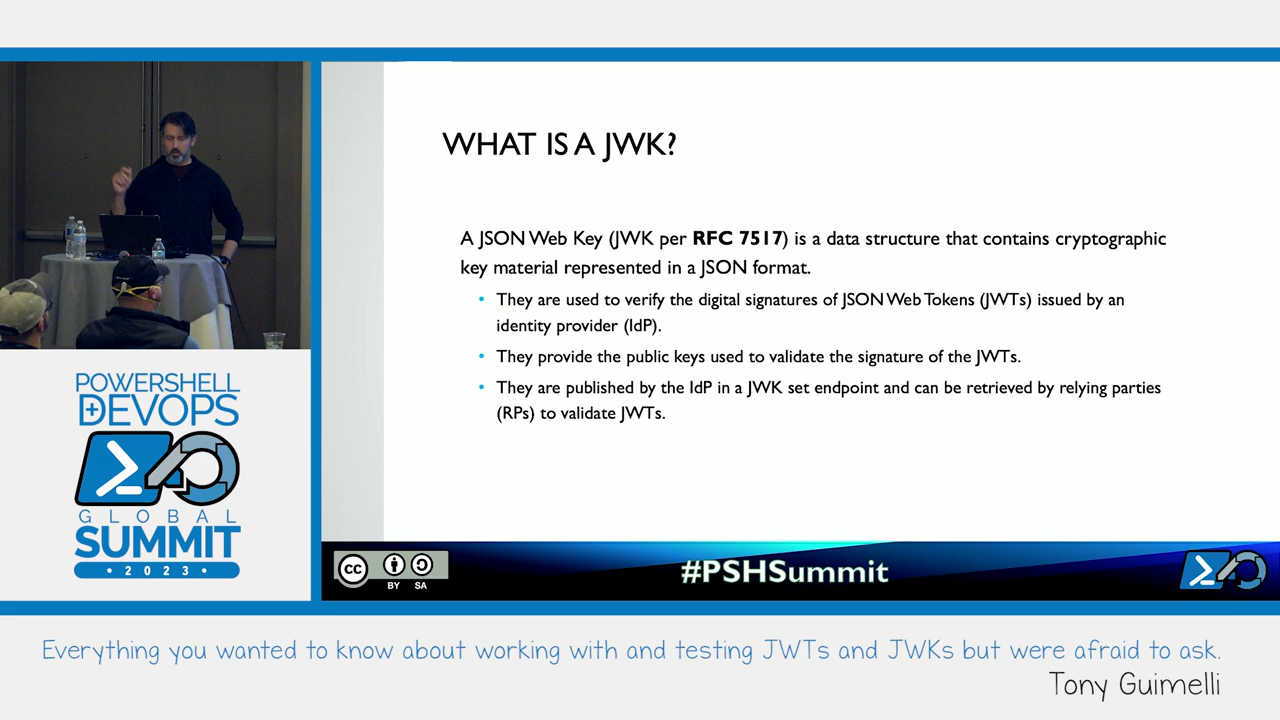 WHAT IS A JWK?
A JSON Web Key (JWK per RFC 7517) is a data structure that contains cryptographic
key material represented in a JSON format.
• They are used to verify the digital signatures of JSON Web Tokens (JWTs) issued by an
identity provider (IdP).
• They provide the public keys used to validate the signature of the JWTs.
• They are published by the IdP in a JWK set endpoint and can be retrieved by relying parties
(RPs) to validate JWTs.
POWERSHELL
+DEVOPS
GLOBAL
SUMMIT
• 2023 •
cc
BY SA
#PSHSummit
Everything you wanted to know about working with and testing JWTs and JWKs but were afraid to ask.
Tony Guimelli